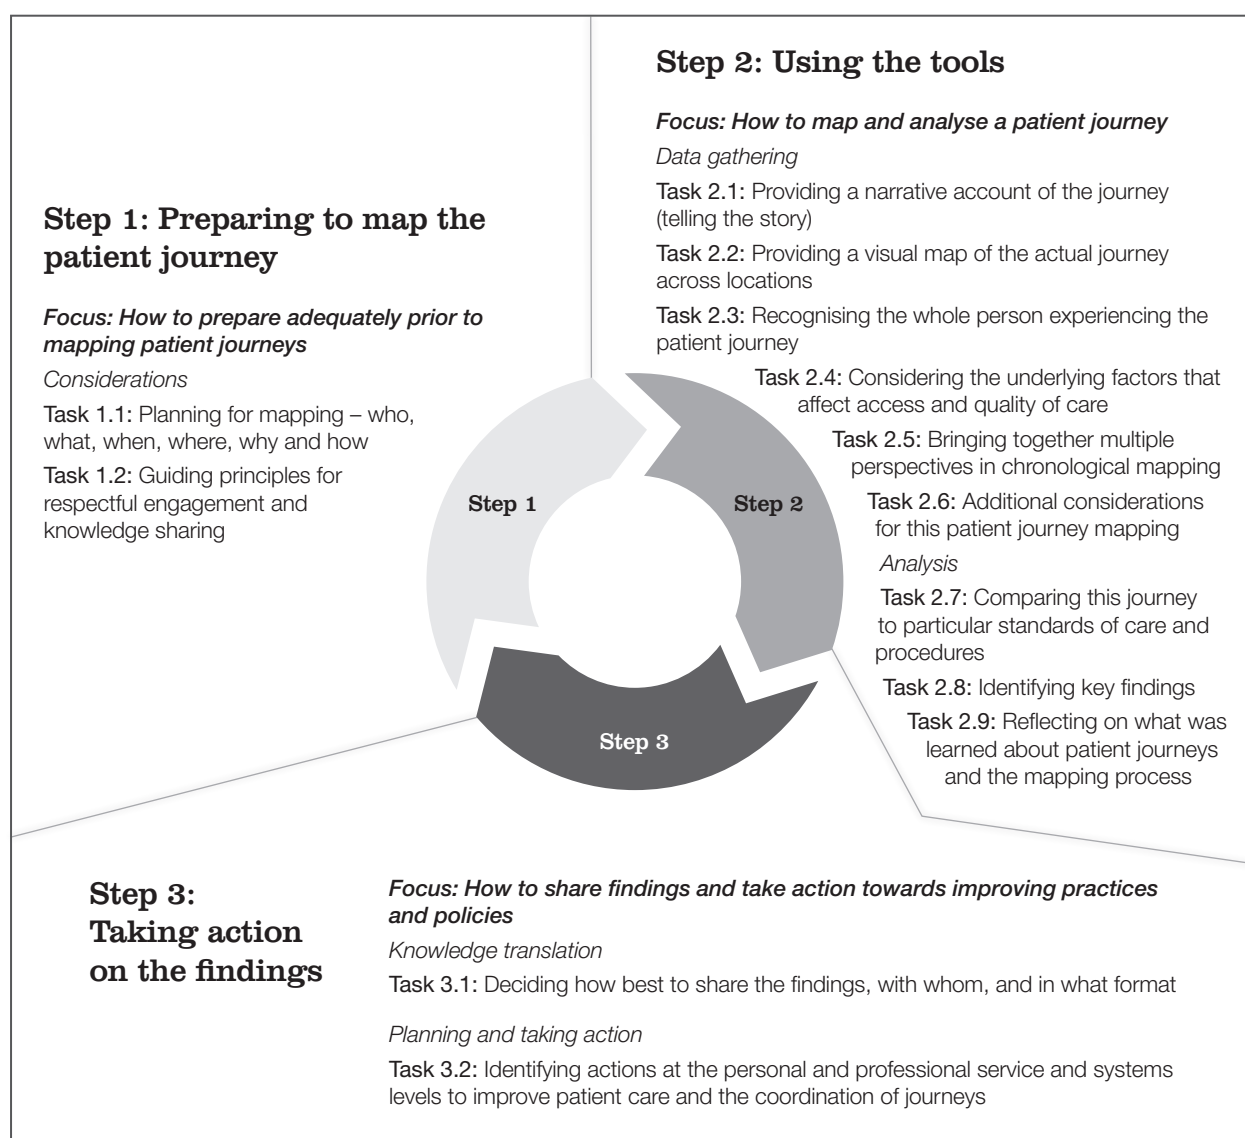 Step 1: Preparing to map the
patient journey
Focus: How to prepare adequately prior to
mapping patient journeys
Considerations
Task 1.1: Planning for mapping – who,
what, when, where, why and how
Task 1.2: Guiding principles for
respectful engagement and
knowledge sharing
Step 2: Using the tools
Focus: How to map and analyse a patient journey
Data gathering
Task 2.1: Providing a narrative account of the journey
(telling the story)
Task 2.2: Providing a visual map of the actual journey
across locations
Task 2.3: Recognising the whole person experiencing the
patient journey
Task 2.4: Considering the underlying factors that
affect access and quality of care
Task 2.5: Bringing together multiple
perspectives in chronological mapping
Task 2.6: Additional considerations
for this patient journey mapping
Analysis
Task 2.7: Comparing this journey
to particular standards of care and
procedures
Task 2.8: Identifying key findings
Task 2.9: Reflecting on what was
learned about patient journeys
and the mapping process
Step 1
Step 2
Step 3
Step 3:
Taking action
on the findings
Focus: How to share findings and take action towards improving practices
and policies
Knowledge translation
Task 3.1: Deciding how best to share the findings, with whom, and in what format
Planning and taking action
Task 3.2: Identifying actions at the personal and professional service and systems
levels to improve patient care and the coordination of journeys